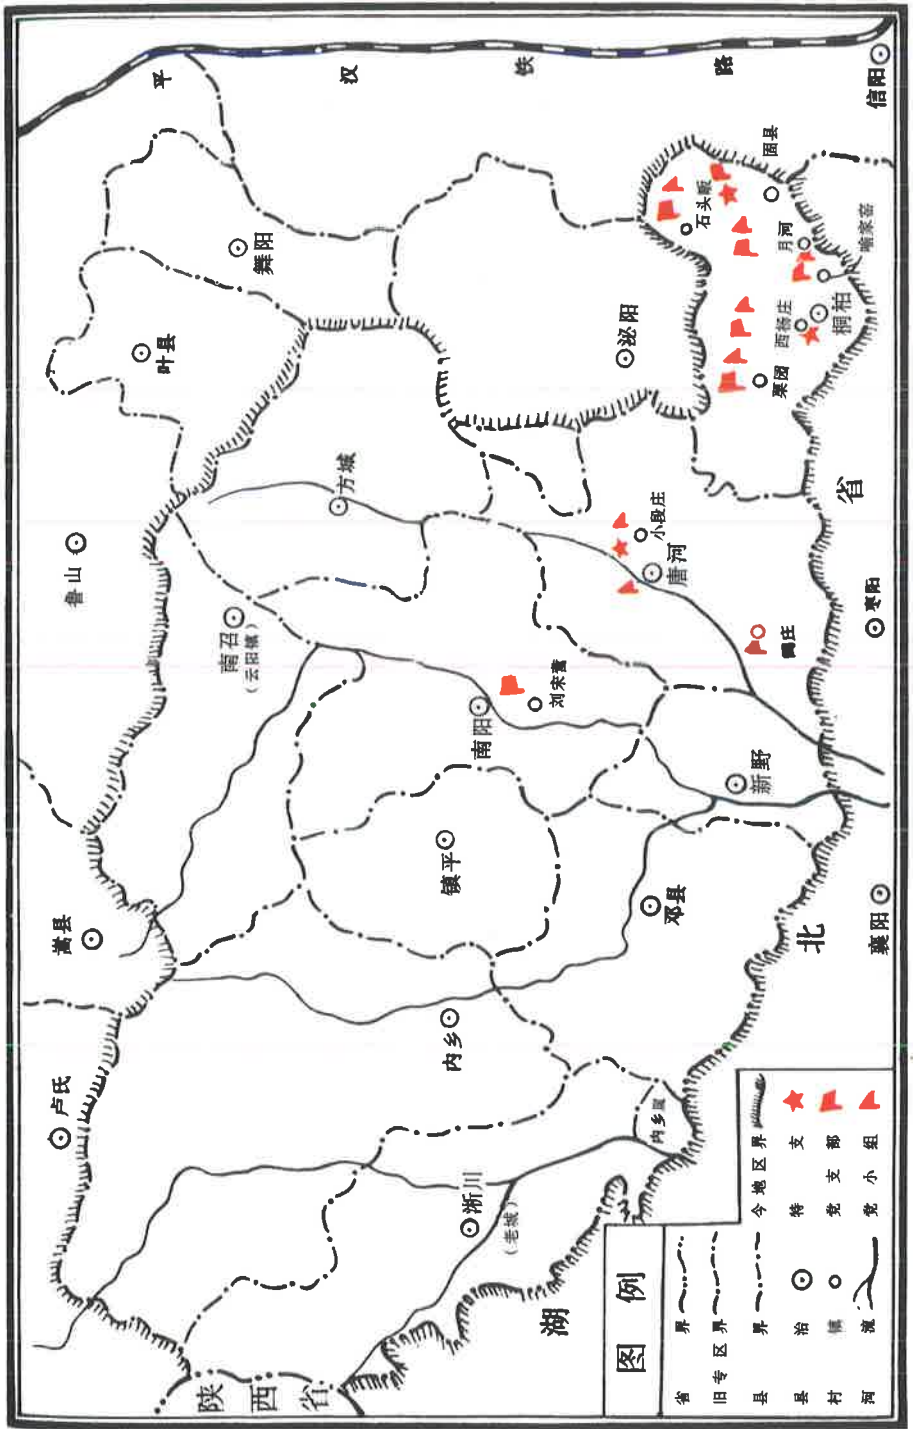 平汉铁路
卢氏
嵩县
鲁山
叶县
舞阳
陕西省
南召
(云阳镇)
方城
内乡
镇平
南阳
淅川
(老城)
刘宋营
小段庄
唐河
泌阳
邓县
新野
内乡属
石头畈
固县
月河
喻家窑
西杨庄
桐柏
栗园
信阳
枣阳
襄阳
湖北省
图例
省界
旧专区界
县界
县治
村镇
河流
今地区界
特支
党支部
党小组